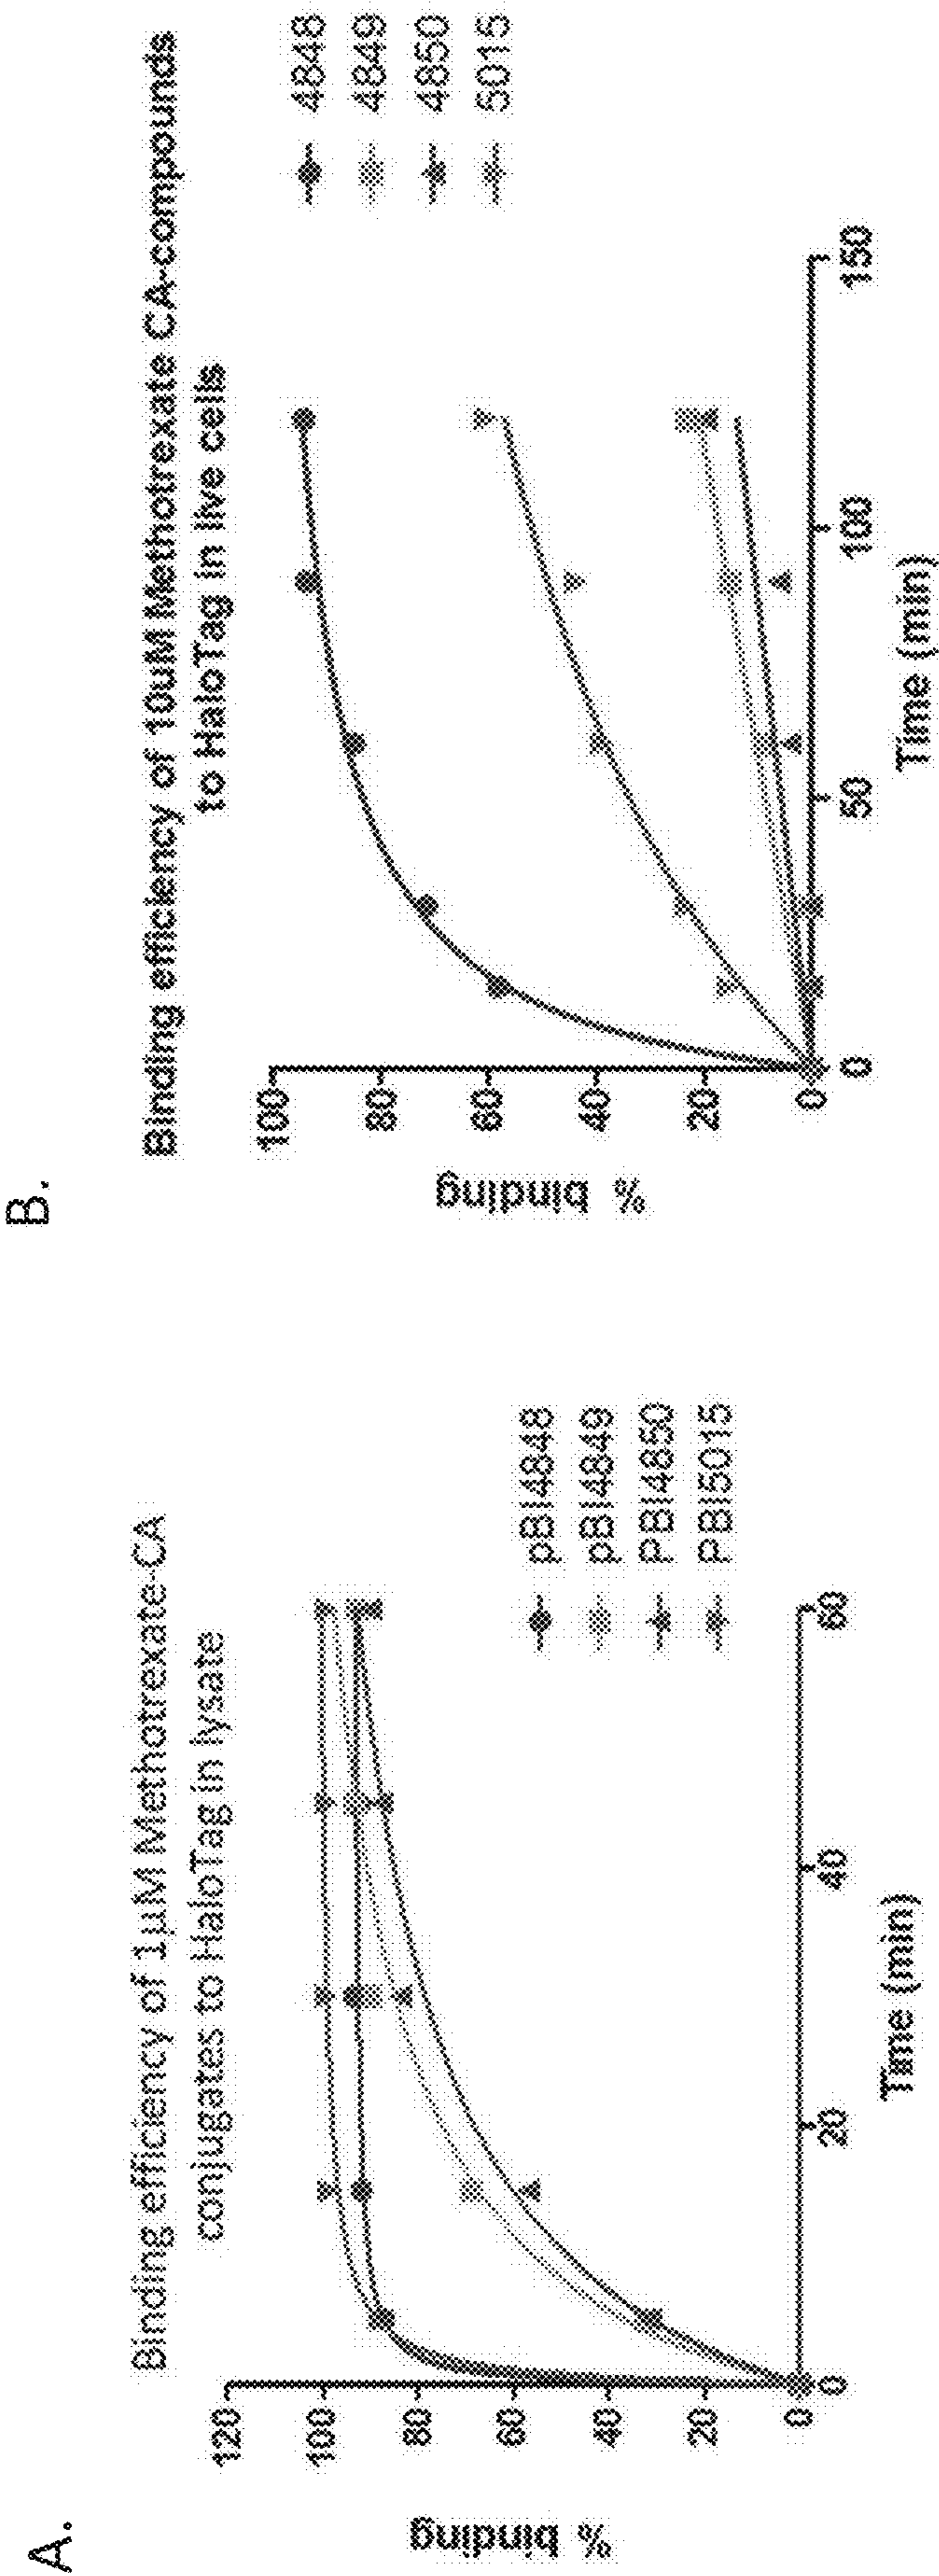 A.
Binding efficiency of 1µM Methotrexate-CA
conjugates to HaloTag in lysate
% binding
120
100
80
60
40
20
0
0
20
40
60
Time (min)
pBI4848
pBI4849
PBI4850
PBI5015
B.
Binding efficiency of 10uM Methotrexate CA-compounds
to HaloTag in live cells
% binding
100
80
60
40
20
0
0
50
100
150
Time (min)
4848
4849
4850
5015